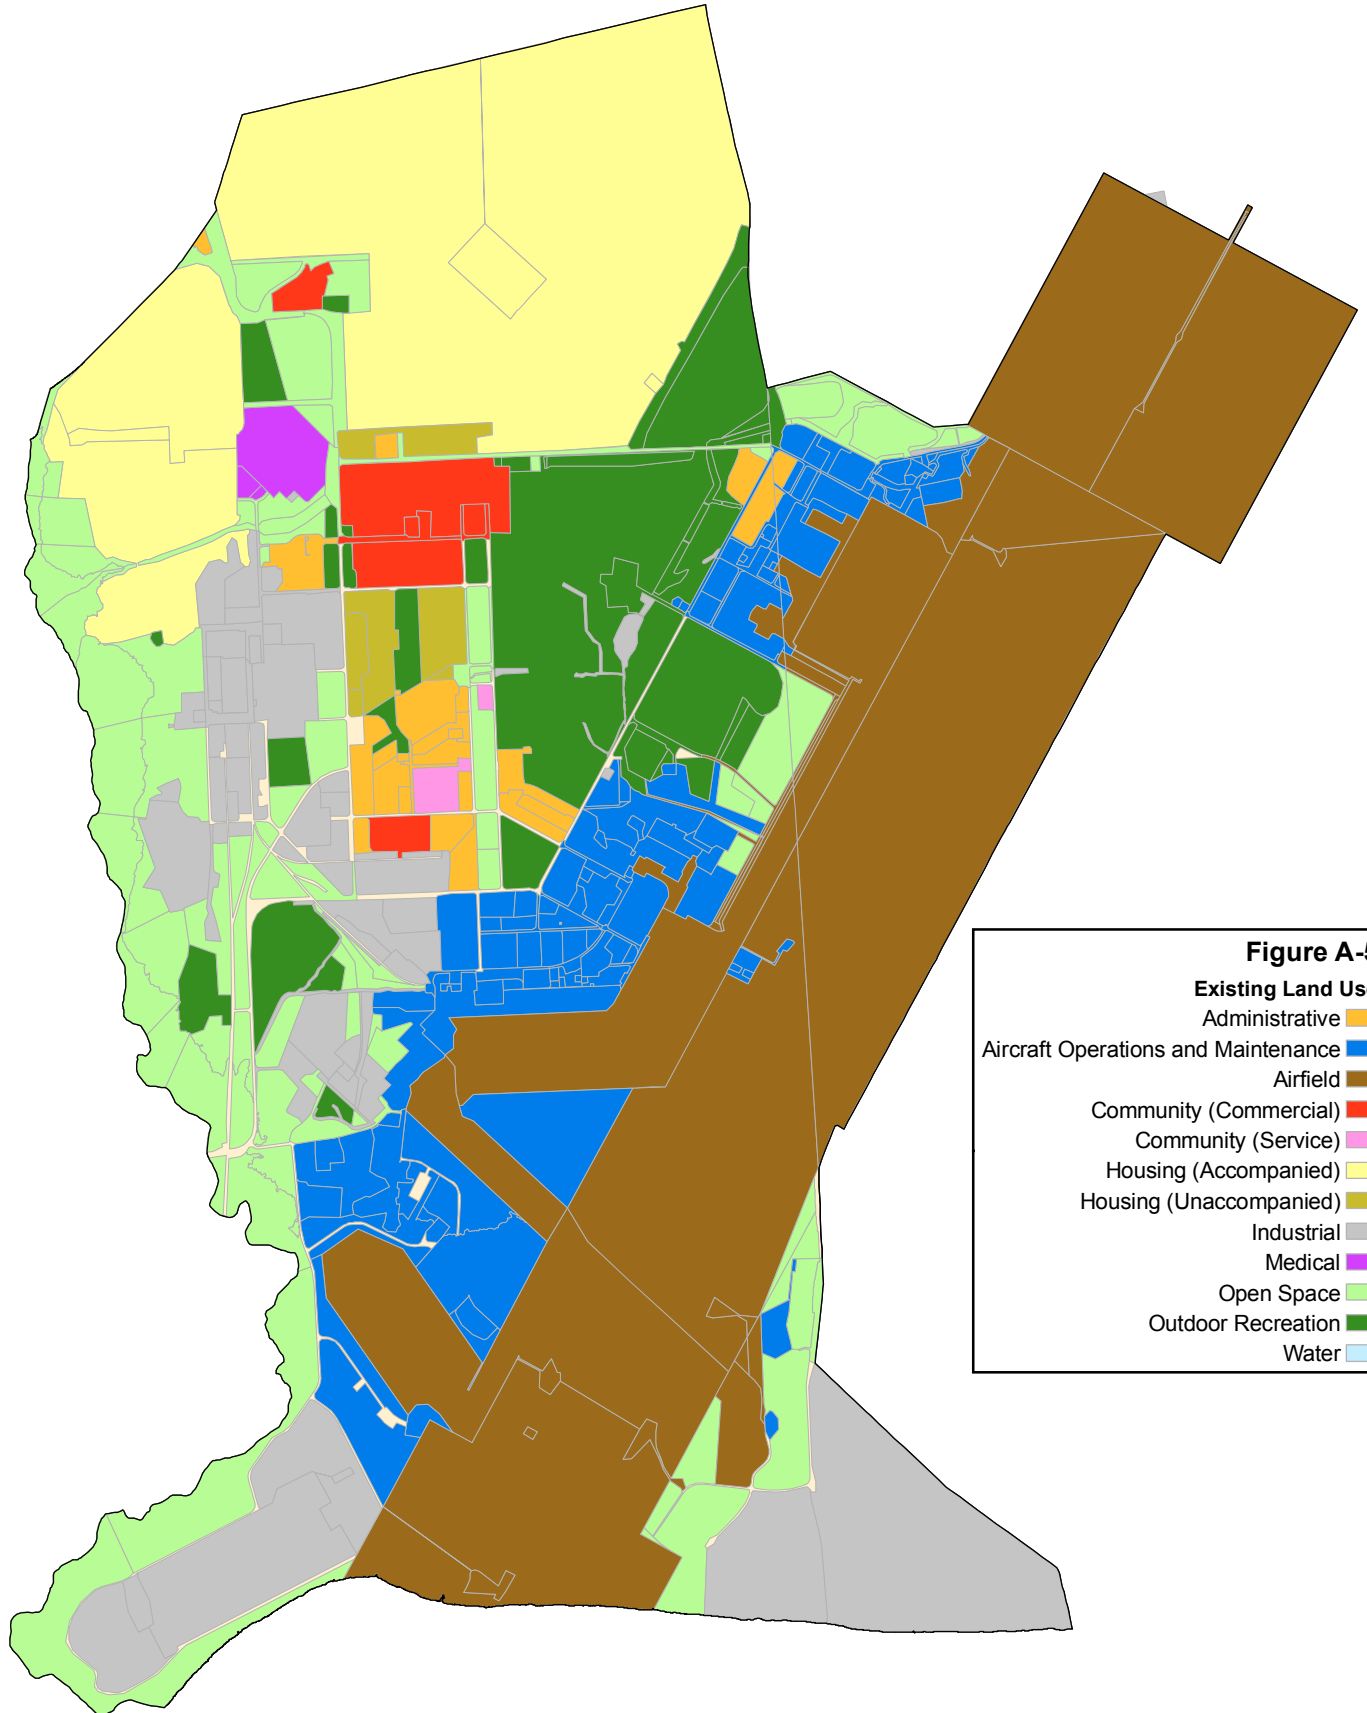 Figure A-5
Existing Land Use
Administrative
Aircraft Operations and Maintenance
Airfield
Community (Commercial)
Community (Service)
Housing (Accompanied)
Housing (Unaccompanied)
Industrial
Medical
Open Space
Outdoor Recreation
Water